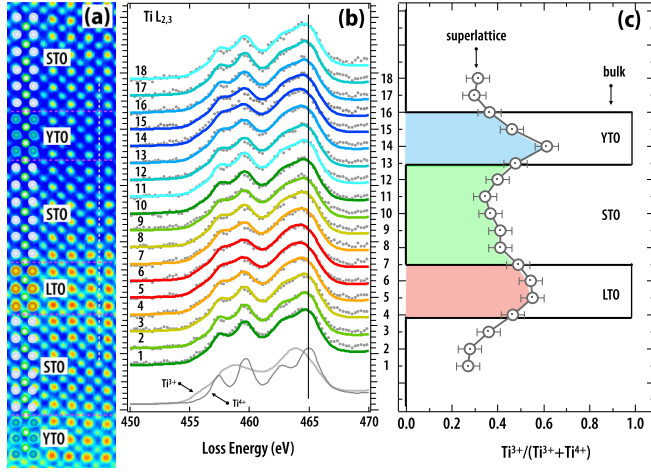 (a)
STO
YTO
STO
LTO
STO
YTO
(b)
Ti L2,3
18
17
16
15
14
13
12
11
10
9
8
7
6
5
4
3
2
1
Ti3+
Ti4+
450 455 460 465 470
Loss Energy (eV)
(c)
superlattice
bulk
18
17
16
15
14
13
12
11
10
9
8
7
6
5
4
3
2
1
YTO
STO
LTO
0.0 0.2 0.4 0.6 0.8 1.0
Ti3+/(Ti3++Ti4+)